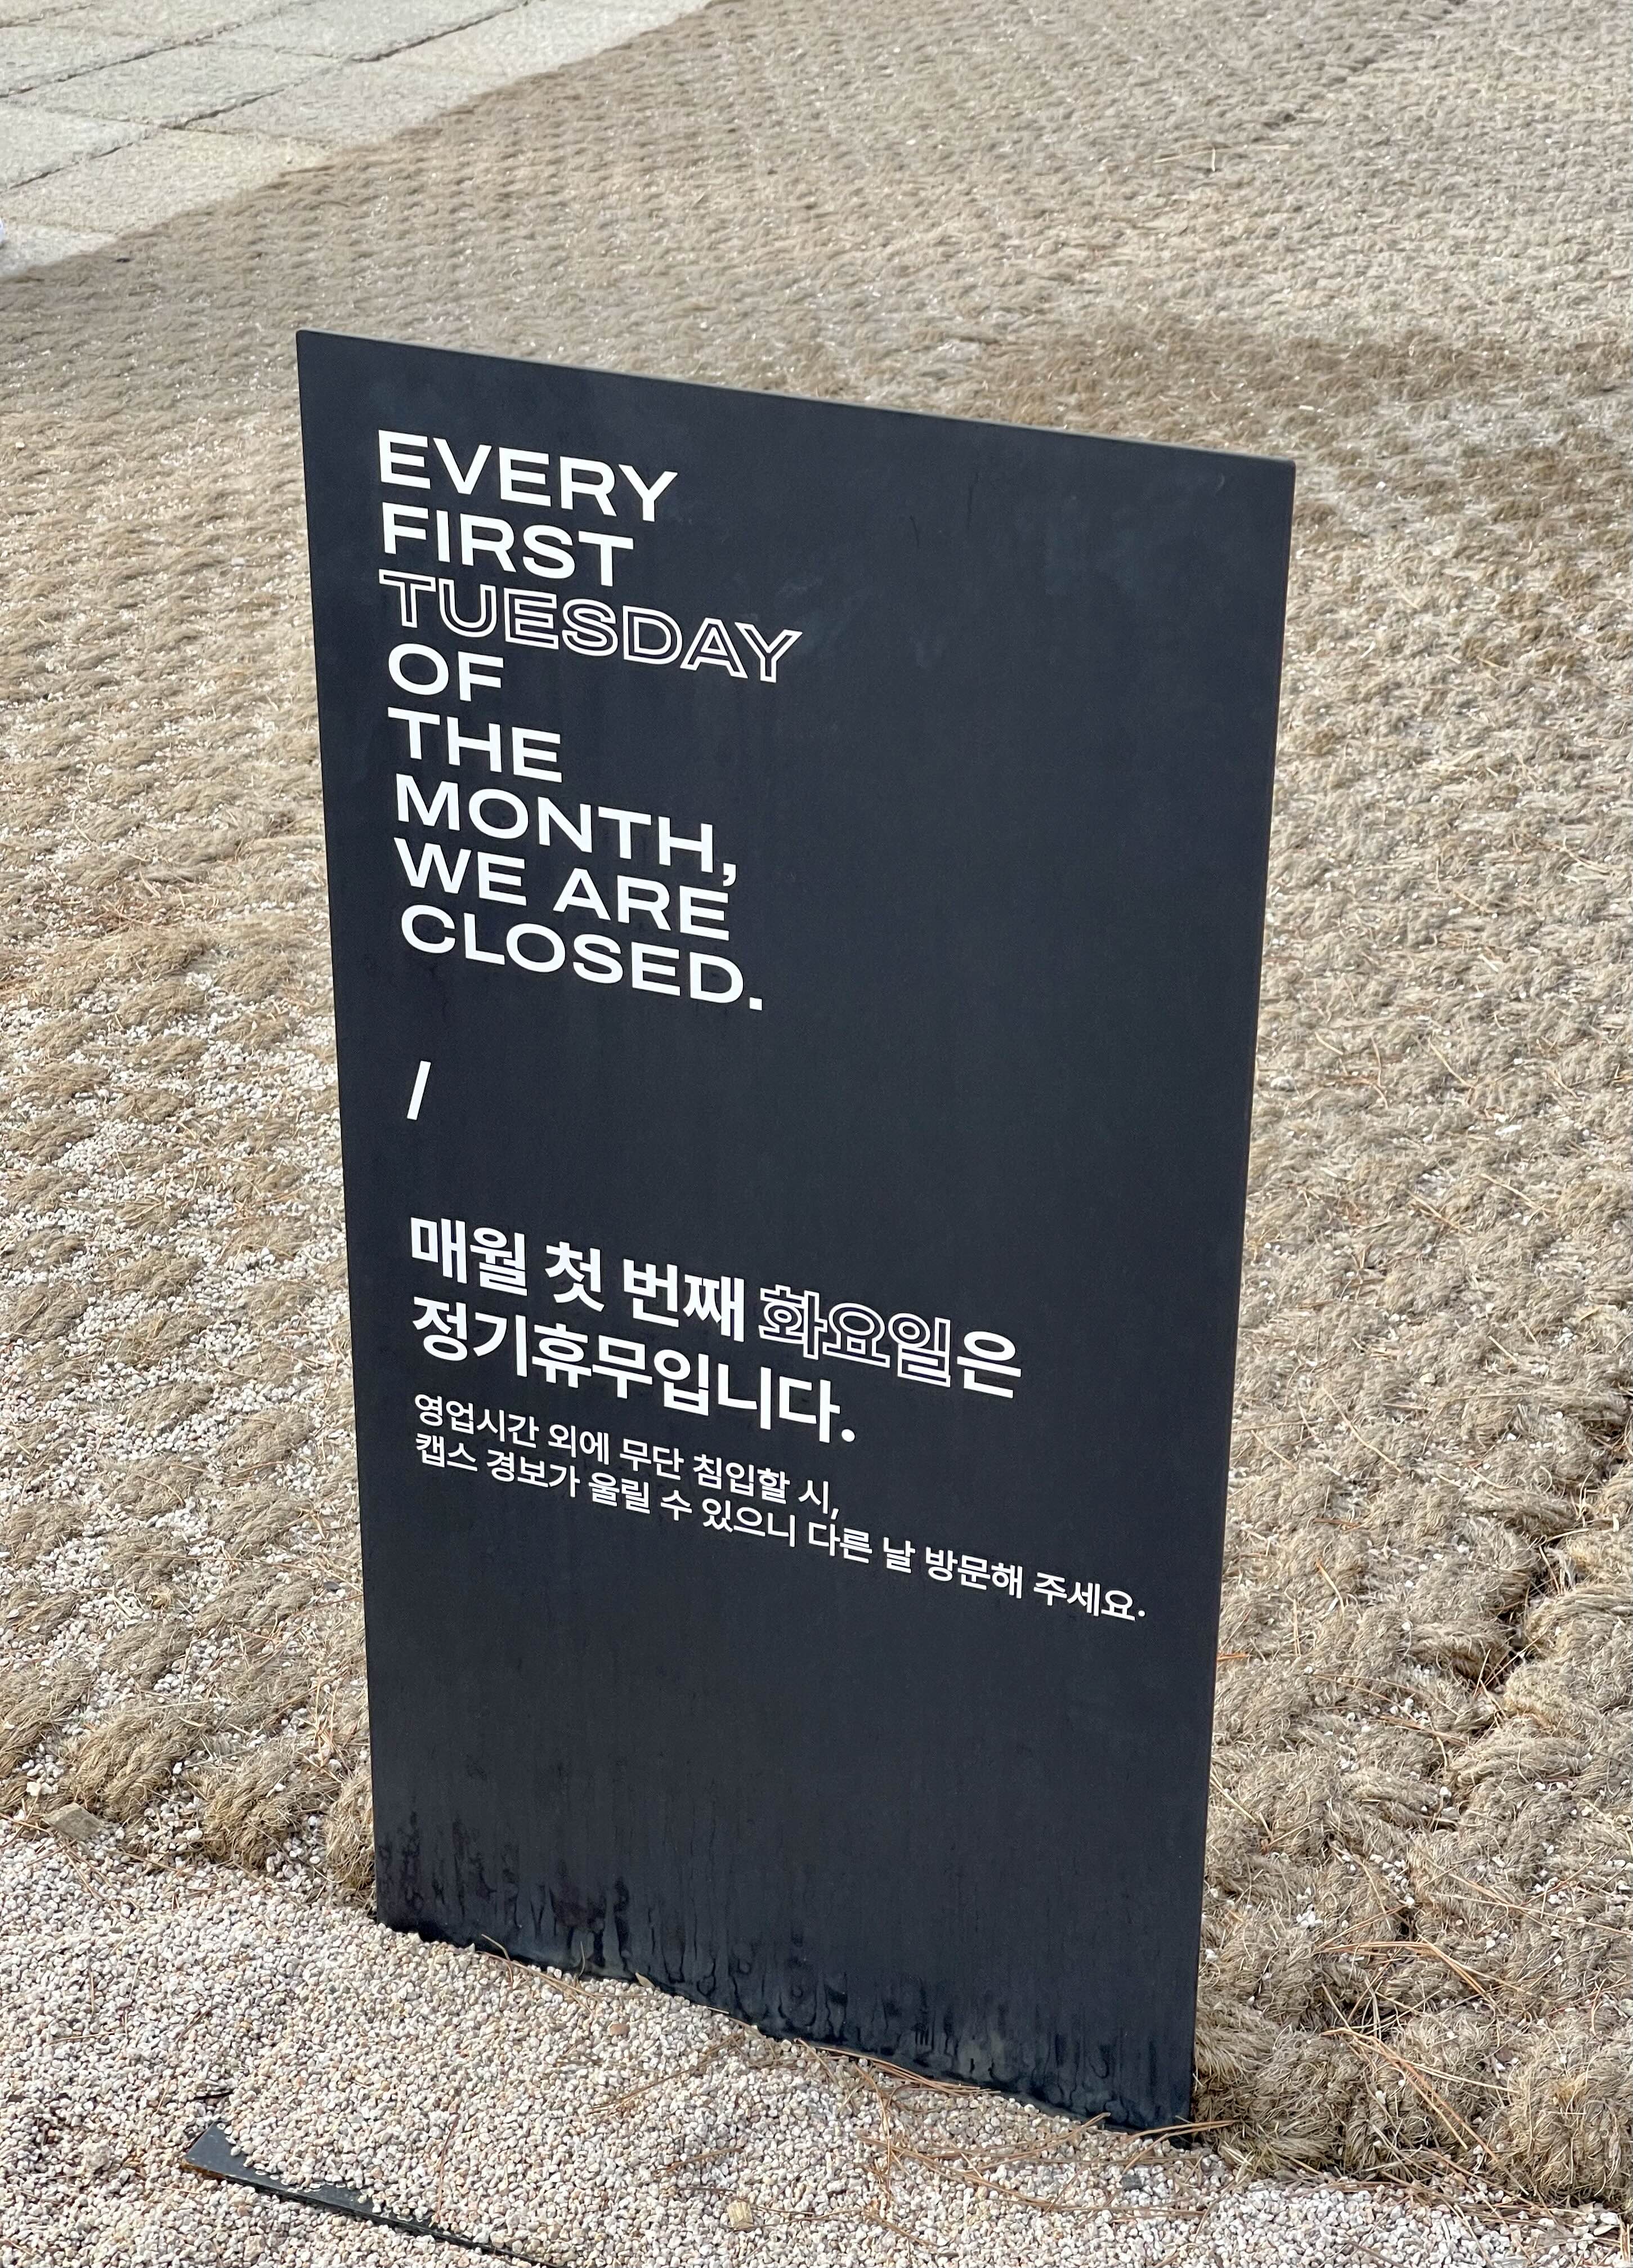 EVERY
FIRST
TUESDAY
OF
THE
MONTH,
WE ARE
CLOSED.
/
매월 첫 번째 화요일은
정기휴무입니다.
영업시간 외에 무단 침입할 시,
캡스 경보가 울릴 수 있으니 다른 날 방문해 주세요.